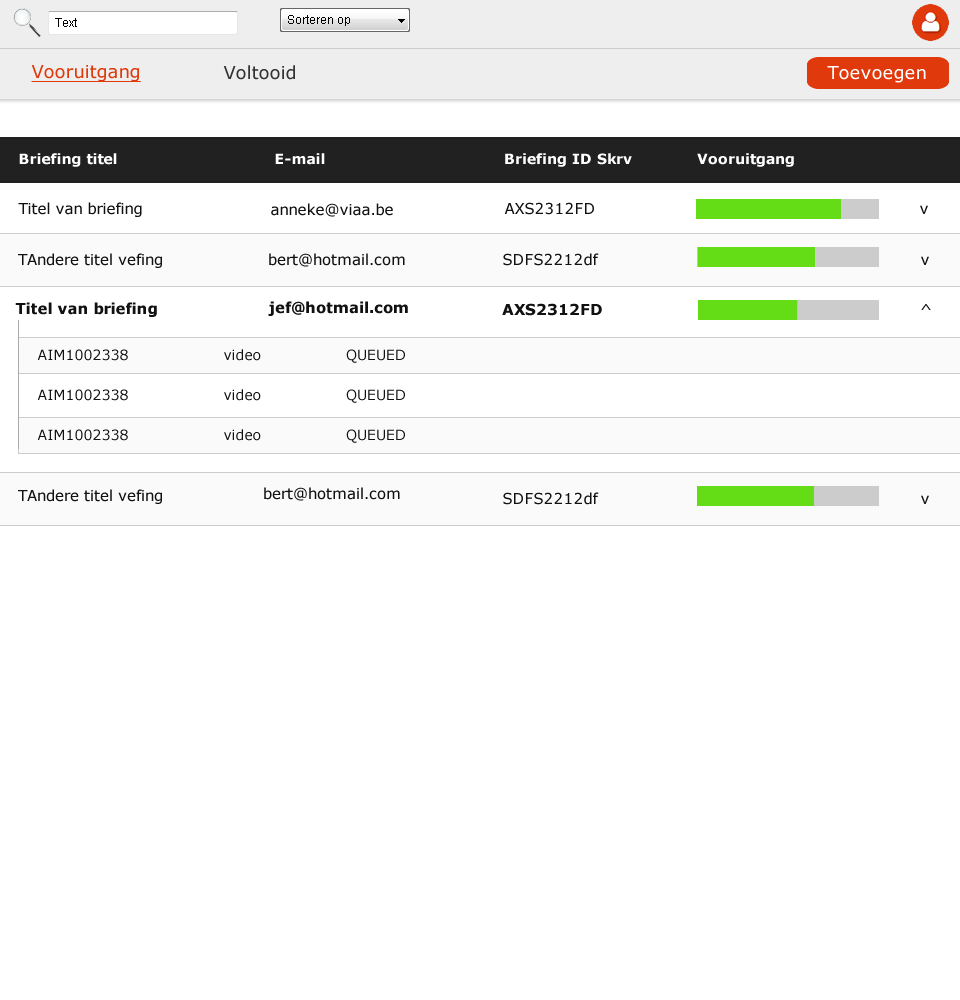 Text Sorteren op
Vooruitgang Voltooid Toevoegen
Briefing titel E-mail Briefing ID Skrv Vooruitgang
Titel van briefing anneke@viaa.be AXS2312FD v
TAndere titel vefing bert@hotmail.com SDFS2212df v
Titel van briefing jef@hotmail.com AXS2312FD ^
AIM1002338 video QUEUED
AIM1002338 video QUEUED
AIM1002338 video QUEUED
TAndere titel vefing bert@hotmail.com SDFS2212df v